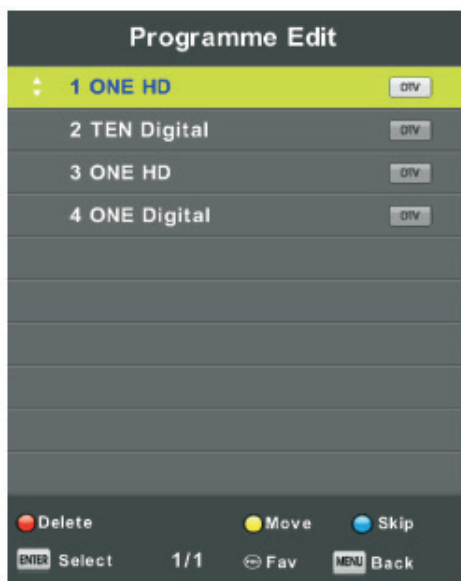 Programme Edit
1 ONE HD DTV
2 TEN Digital DTV
3 ONE HD DTV
4 ONE Digital DTV
Delete Move Skip
ENTER Select 1/1 Fav MENU Back